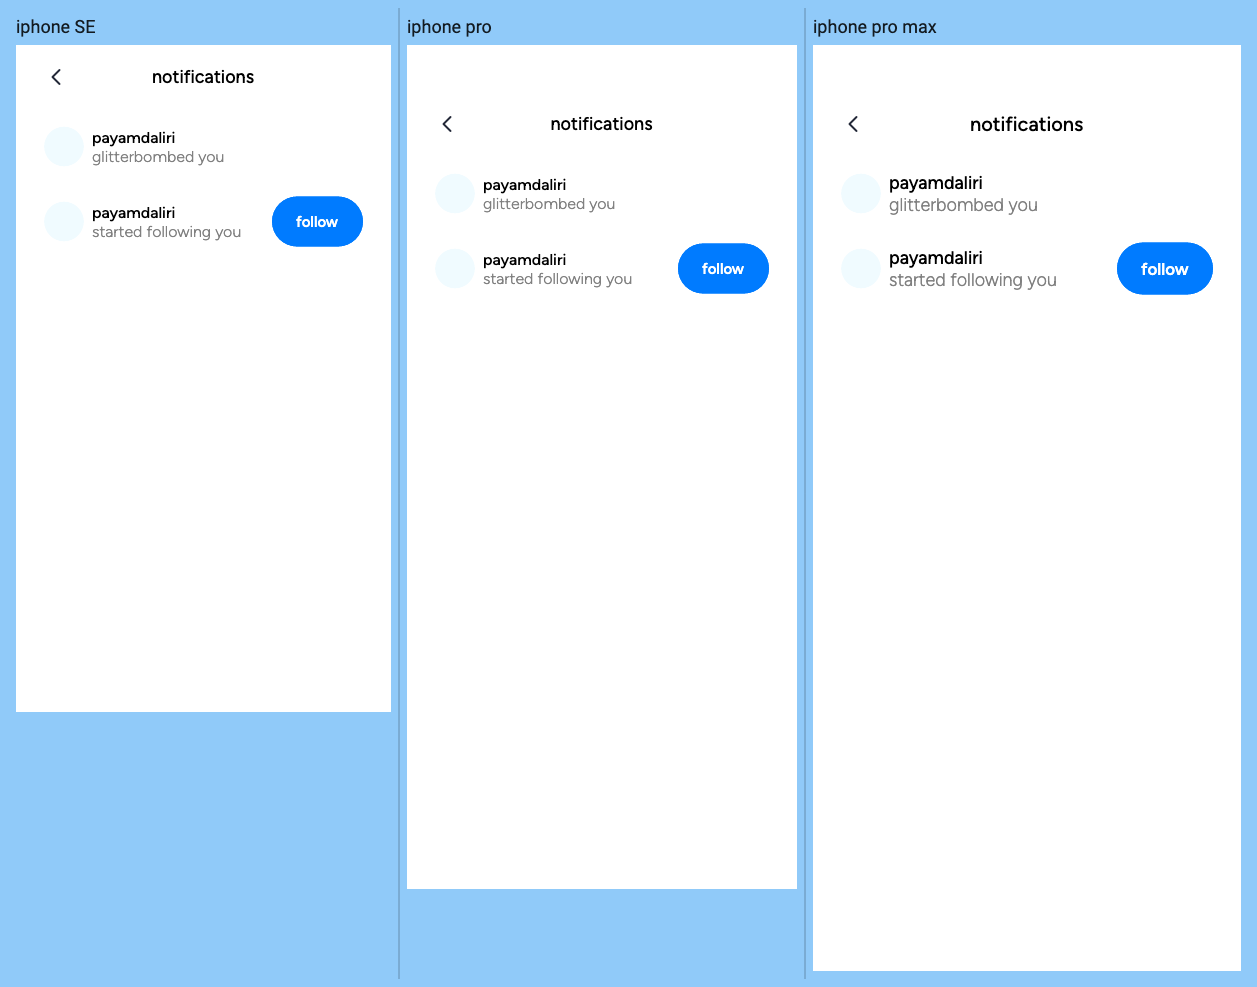 iphone SE
notifications
payamdaliri
glitterbombed you
payamdaliri
started following you
follow
iphone pro
notifications
payamdaliri
glitterbombed you
payamdaliri
started following you
follow
iphone pro max
notifications
payamdaliri
glitterbombed you
payamdaliri
started following you
follow